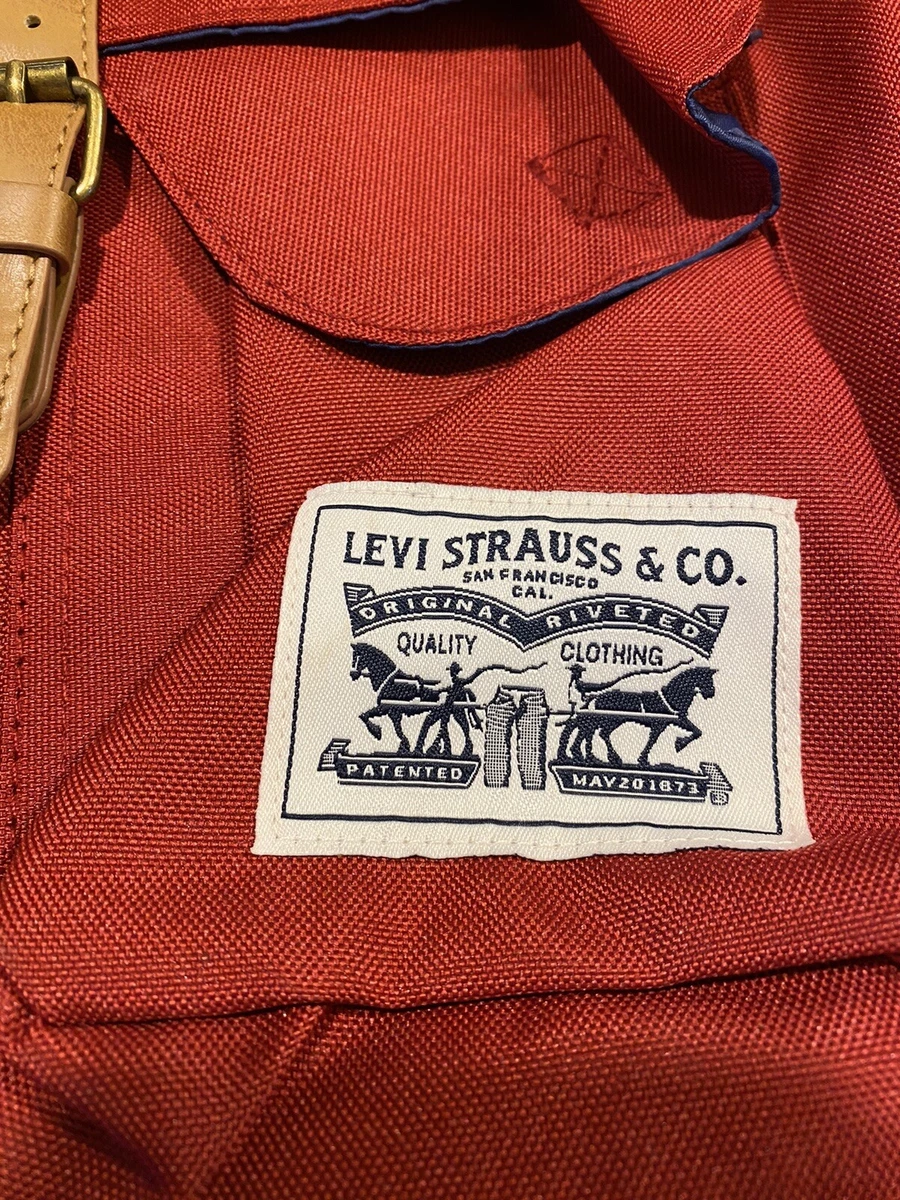 LEVI STRAUSS & CO.
SAN FRANCISCO
CAL.
ORIGINAL RIVETED
QUALITY CLOTHING
PATENTED MAY 20 1873
®